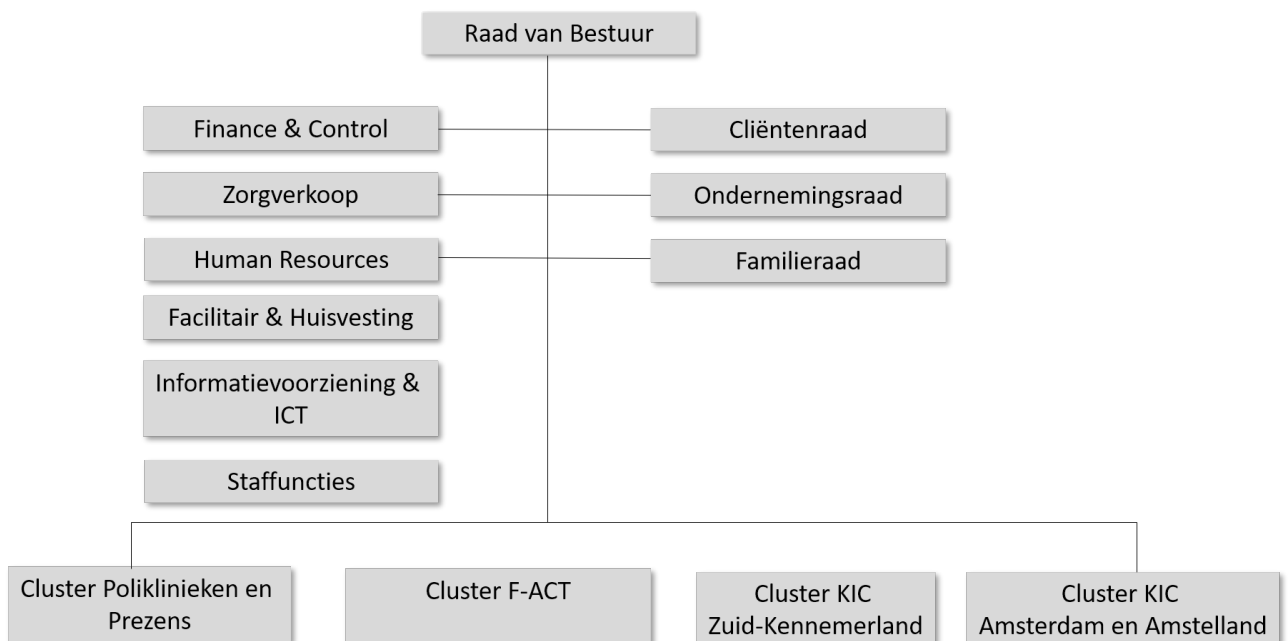 Raad van Bestuur
Finance & Control
Cliëntenraad
Zorgverkoop
Ondernemingsraad
Human Resources
Familieraad
Facilitair & Huisvesting
Informatievoorziening &
ICT
Staffuncties
Cluster Poliklinieken en
Prezens
Cluster F-ACT
Cluster KIC
Zuid-Kennemerland
Cluster KIC
Amsterdam en Amstelland